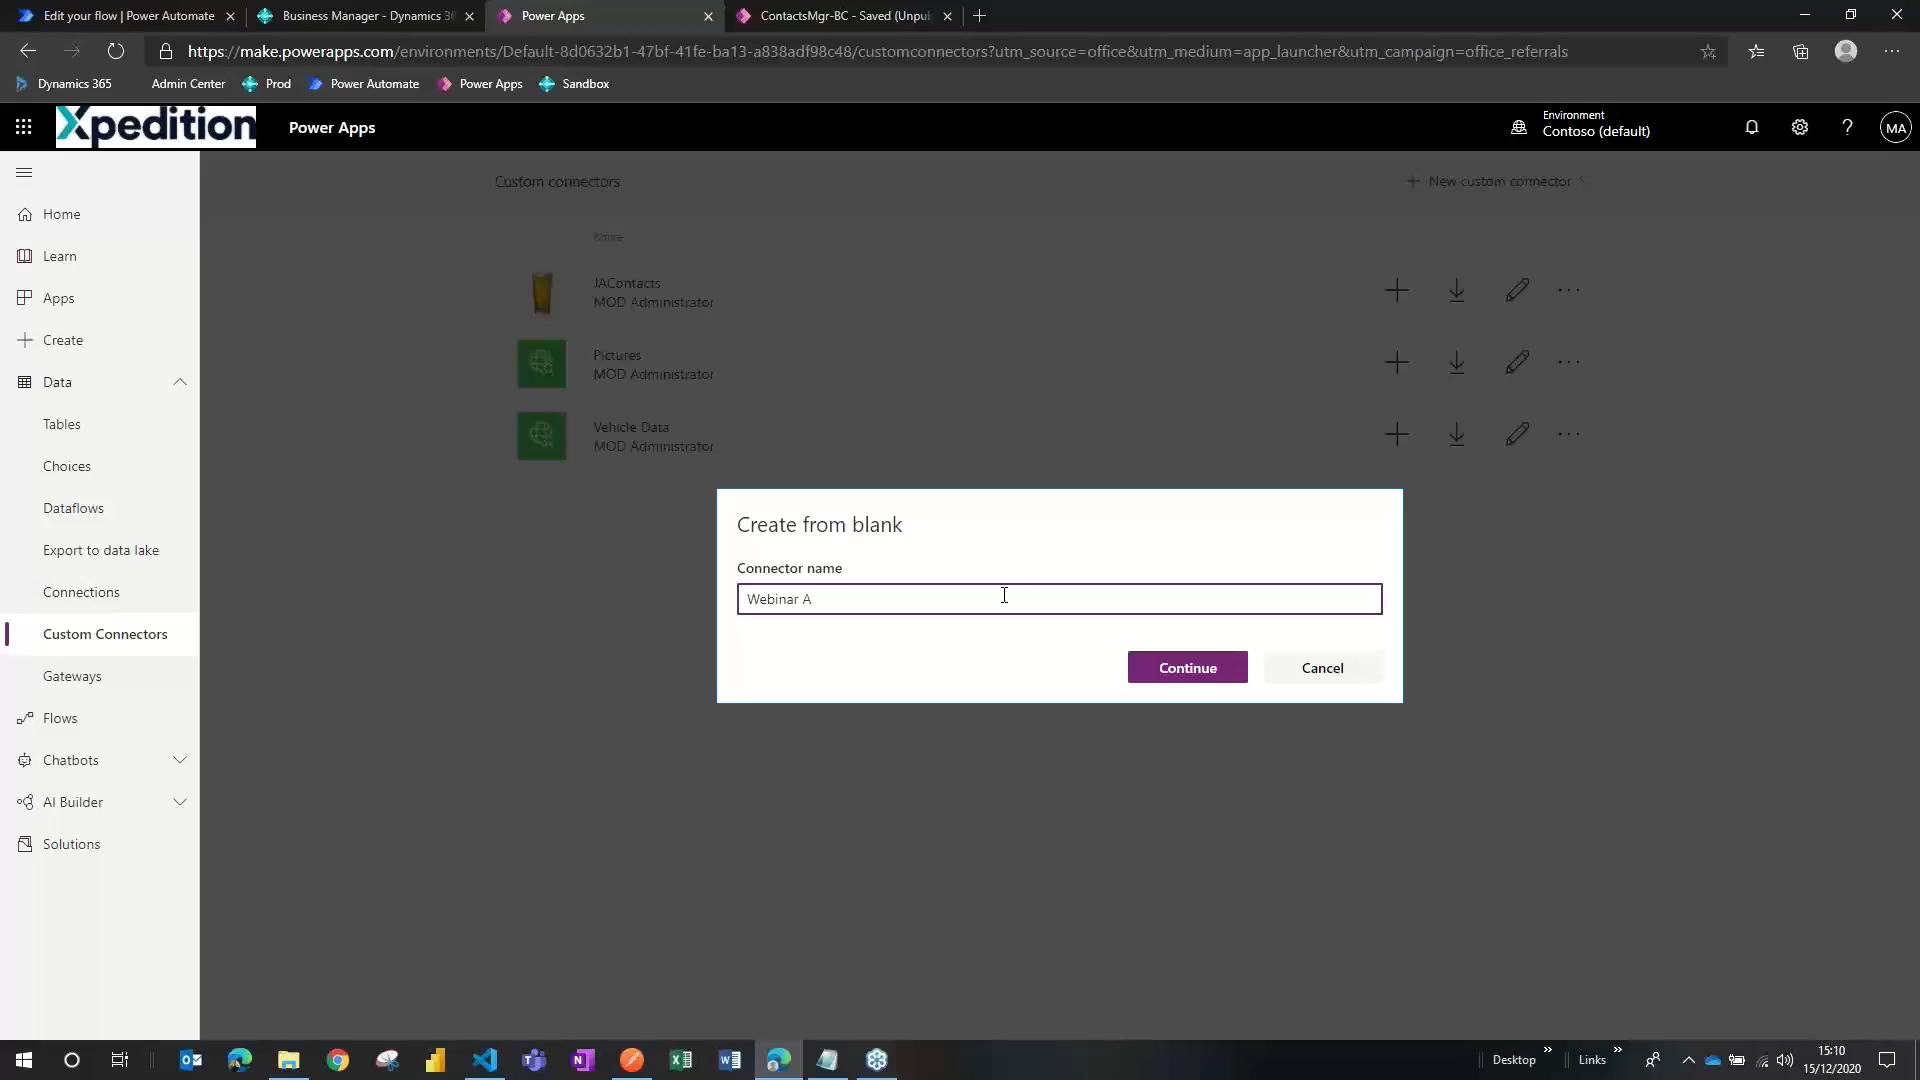 Edit your flow | Power Automate
Business Manager - Dynamics 36
Power Apps
ContactsMgr-BC - Saved (Unpul
https://make.powerapps.com/environments/Default-8d0632b1-47bf-41fe-ba13-a838adf98c48/customconnectors?utm_source=office&utm_medium=app_launcher&utm_campaign=office_referrals
Dynamics 365
Admin Center
Prod
Power Automate
Power Apps
Sandbox
Xpedition
Power Apps
Environment
Contoso (default)
MA
Home
Learn
Apps
Create
Data
Tables
Choices
Dataflows
Export to data lake
Connections
Custom Connectors
Gateways
Flows
Chatbots
AI Builder
Solutions
Custom connectors
New custom connector
Name
JAContacts
MOD Administrator
Pictures
MOD Administrator
Vehicle Data
MOD Administrator
Create from blank
Connector name
Webinar A
Continue
Cancel
Desktop
Links
15:10
15/12/2020